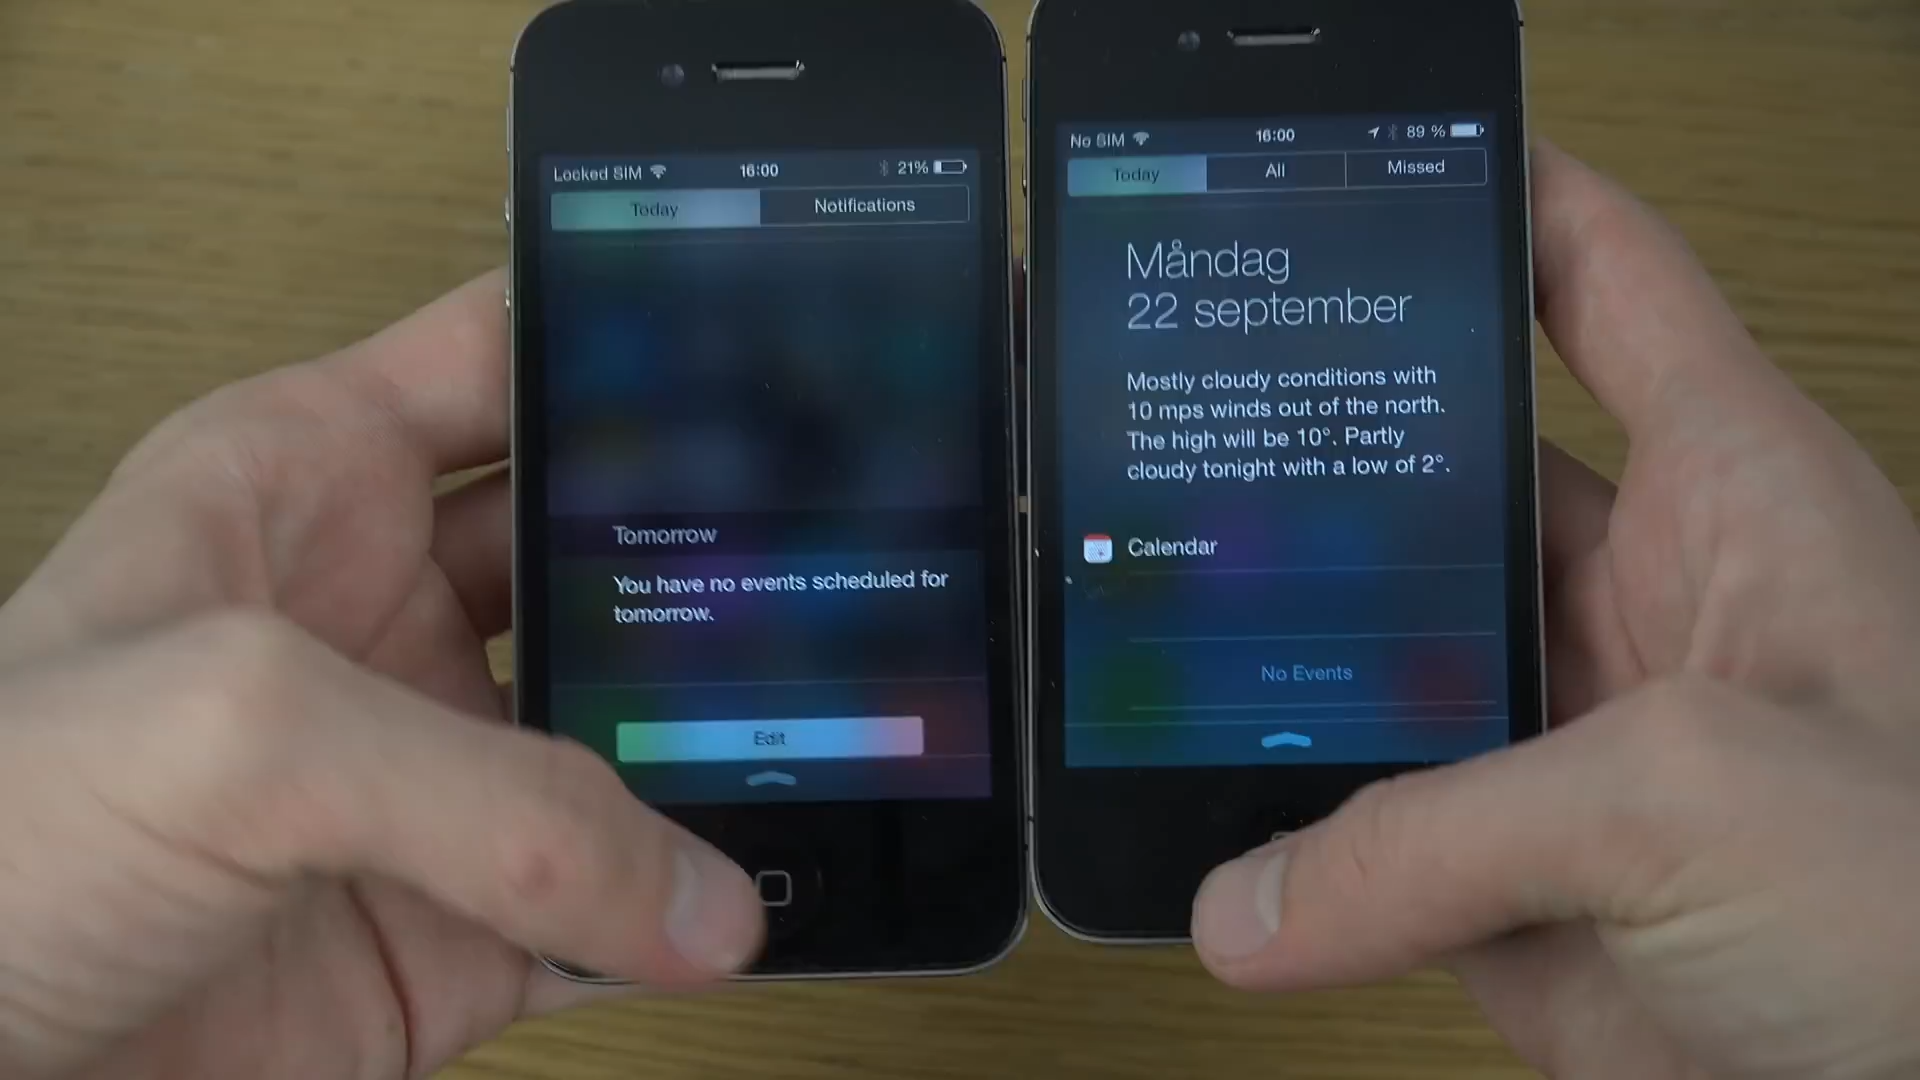 Locked SIM 16:00 21%
Today Notifications
Tomorrow
You have no events scheduled for
tomorrow.
Edit
No SIM 16:00 89 %
Today All Missed
Måndag
22 september
Mostly cloudy conditions with
10 mps winds out of the north.
The high will be 10°. Partly
cloudy tonight with a low of 2°.
Calendar
No Events